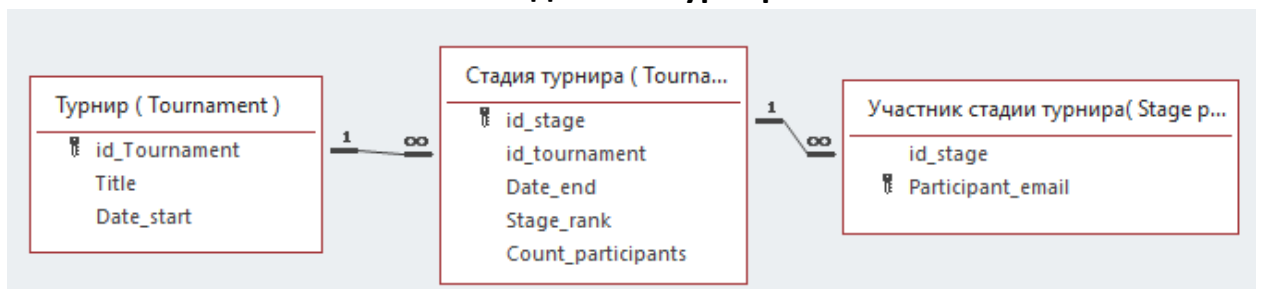 Турнир ( Tournament )
id_Tournament
Title
Date_start
1
∞
Стадия турнира ( Tourna...
id_stage
id_tournament
Date_end
Stage_rank
Count_participants
1
∞
Участник стадии турнира( Stage p...
id_stage
Participant_email